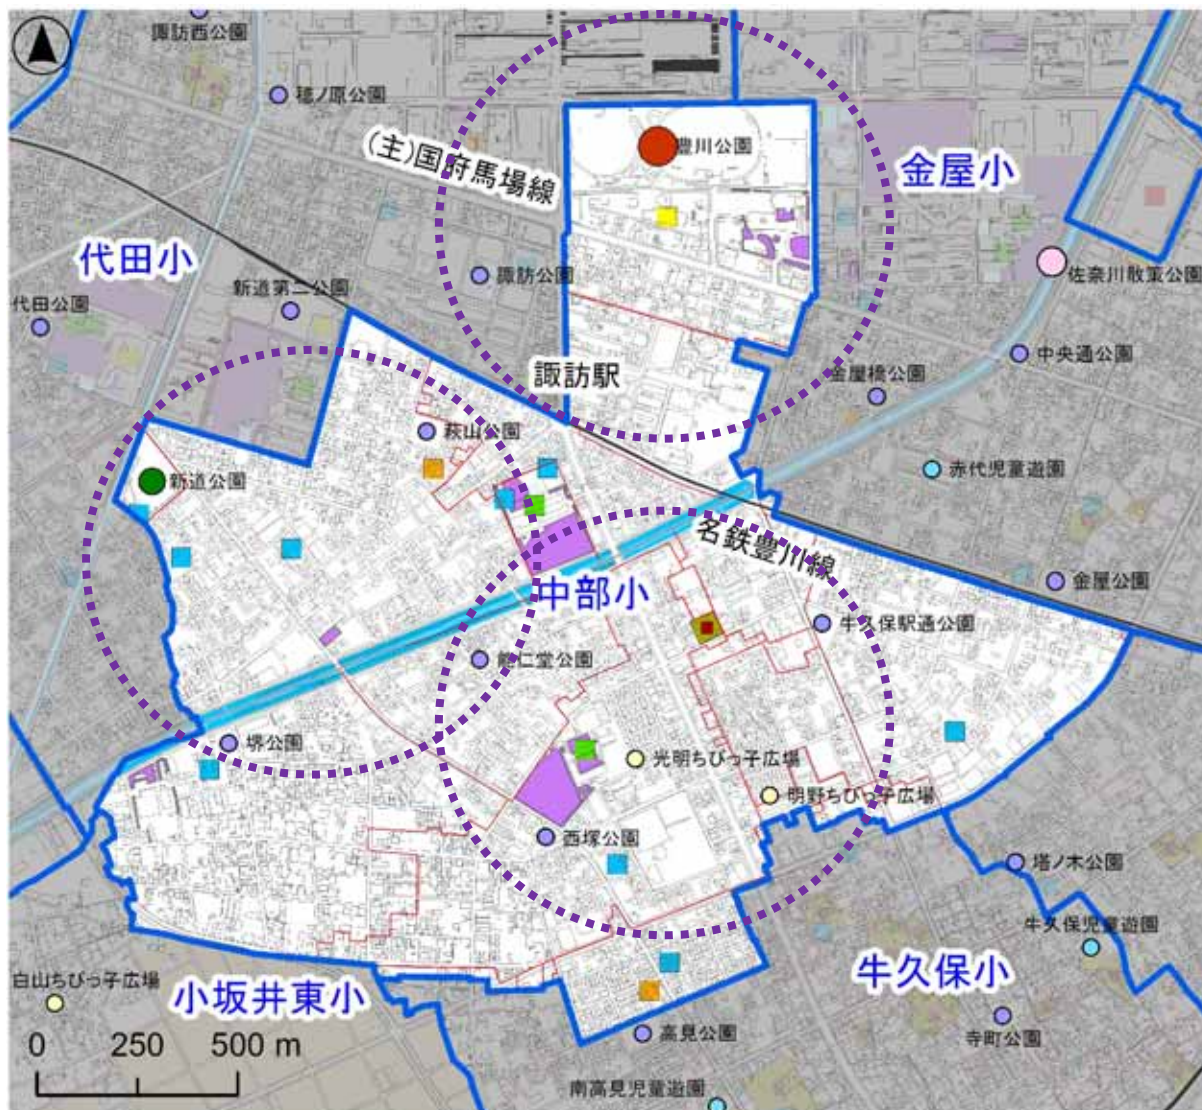 諏訪西公園
穂ノ原公園
(主)国府馬場線
豊川公園
金屋小
代田小
佐奈川散策公園
諏訪公園
新道第二公園
代田公園
中央通公園
諏訪駅
金屋橋公園
萩山公園
赤代児童遊園
新道公園
名鉄豊川線
金屋公園
中部小
牛久保駅通公園
能仁堂公園
堺公園
光明ちびっ子広場
明野ちびっ子広場
西塚公園
塔ノ木公園
牛久保児童遊園
牛久保小
白山ちびっ子広場
小坂井東小
寺町公園
高見公園
0 250 500 m
南高見児童遊園